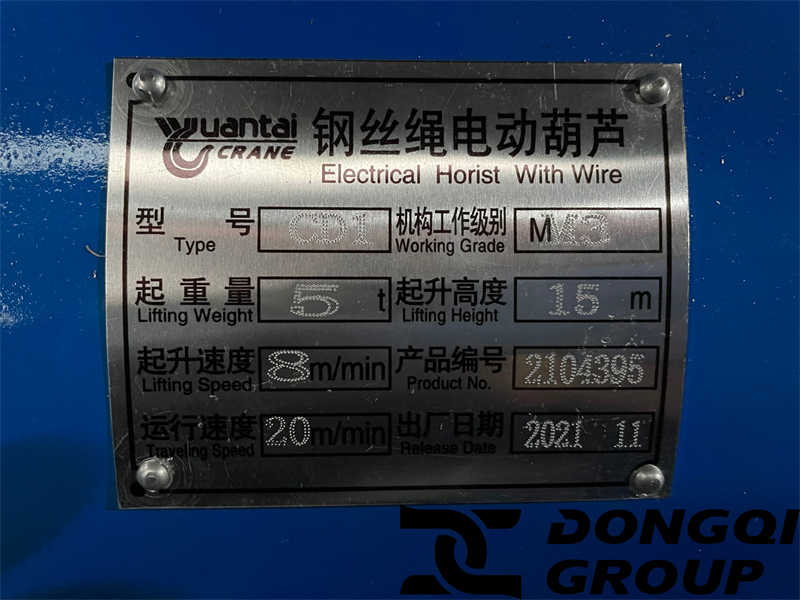 Yuantai CRANE 钢丝绳电动葫芦
Electrical Horist With Wire
型 号 Type CD1 机构工作级别 Working Grade M M3
起重量 Lifting Weight 5 t 起升高度 Lifting Height 15 m
起升速度 Lifting Speed 8 m/min 产品编号 Product No. 2104395
运行速度 Traveling Speed 20 m/min 出厂日期 Release Date 2021 11
DONGQI
GROUP